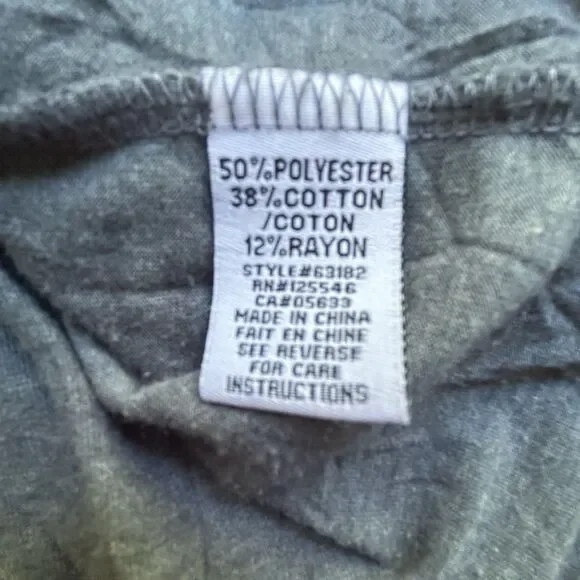 50%POLYESTER
38%COTTON
/COTON
12%RAYON
STYLE#63182
RN#125546
CA#05633
MADE IN CHINA
FAIT EN CHINE
SEE REVERSE
FOR CARE
INSTRUCTIONS